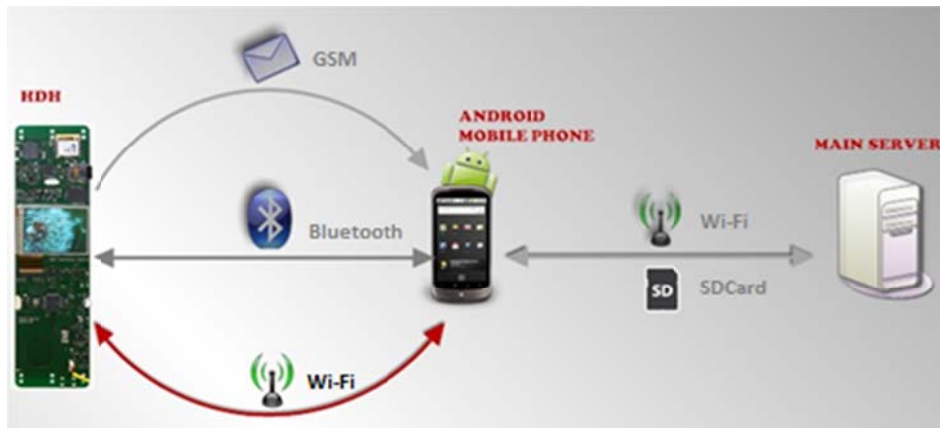 GSM
HDH
ANDROID
MOBILE PHONE
MAIN SERVER
Bluetooth
Wi-Fi
SD
SDCard
Wi-Fi